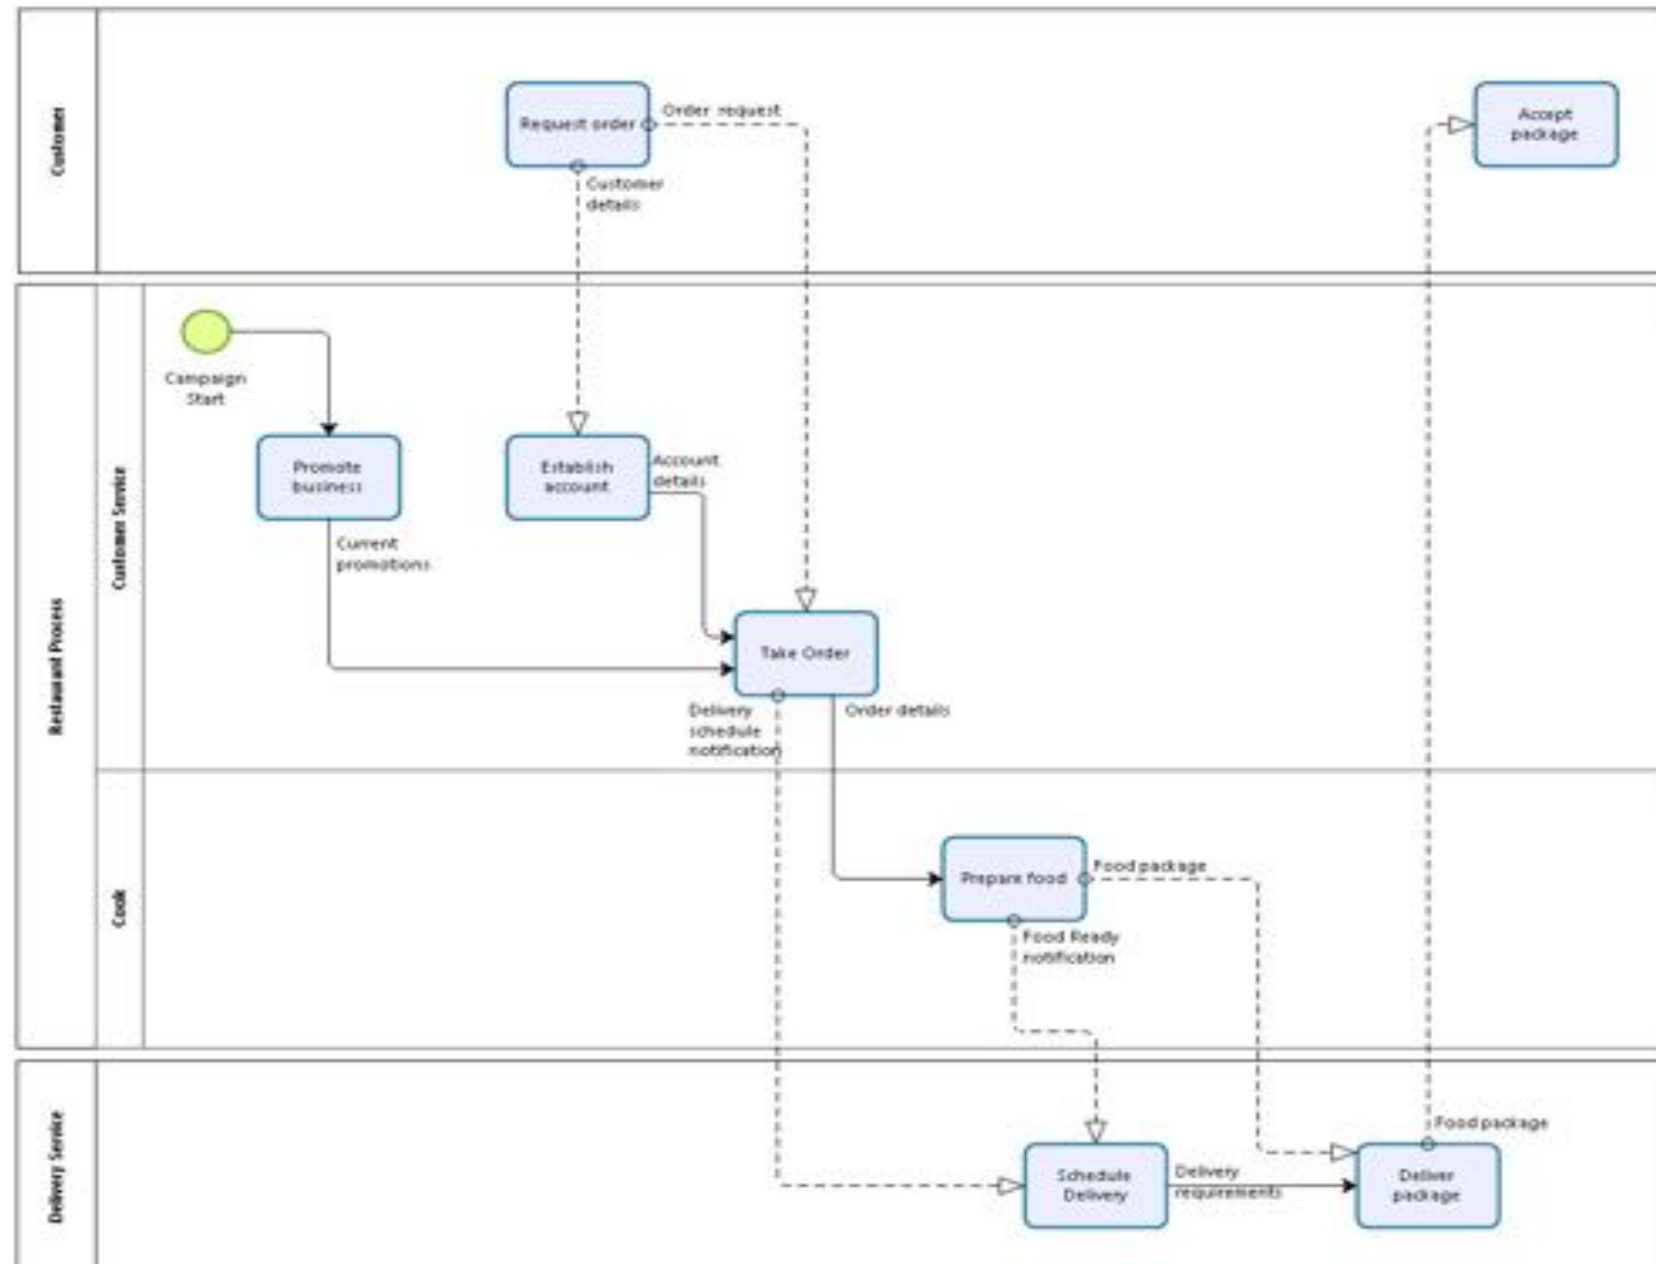 Customer
Request order
Order request
Customer
details
Accept
package
Restaurant Process
Customer Service
Campaign
Start
Promote
business
Current
promotions
Establish
account
Account
details
Take Order
Delivery
schedule
notification
Order details
Cook
Prepare food
Food package
Food Ready
notification
Delivery Service
Schedule
Delivery
Delivery
requirements
Deliver
package
Food package